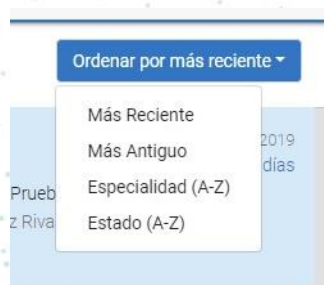 Ordenar por más reciente
Más Reciente
2019
Más Antiguo
días
Especialidad (A-Z)
Prueb
Estado (A-Z)
z Riva